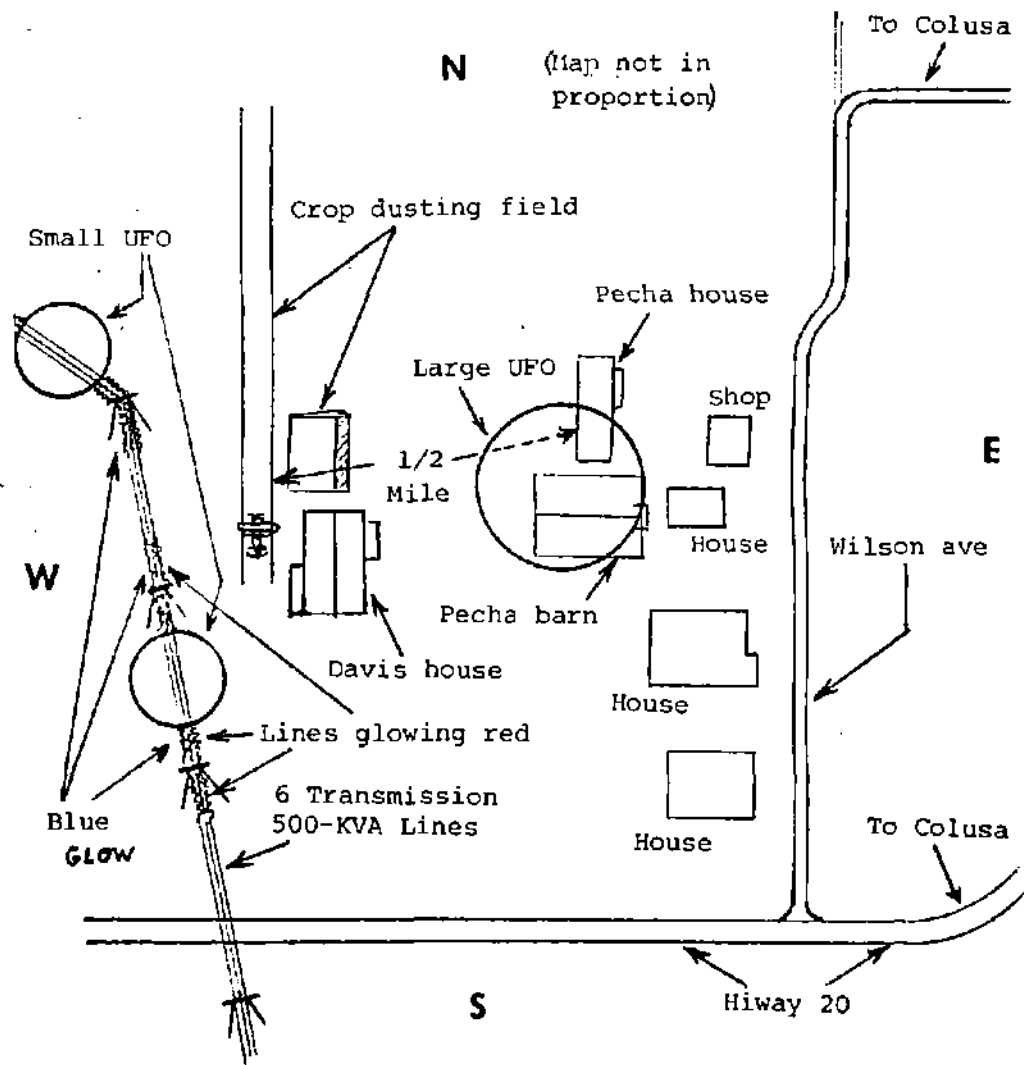 To Colusa
N
(Map not in
proportion)
Crop dusting field
Small UFO
Pecha house
Large UFO
Shop
E
1/2
Mile
House
Wilson ave
W
Pecha barn
Davis house
House
Lines glowing red
6 Transmission
500-KVA Lines
Blue
GLOW
House
To Colusa
S
Hiway 20